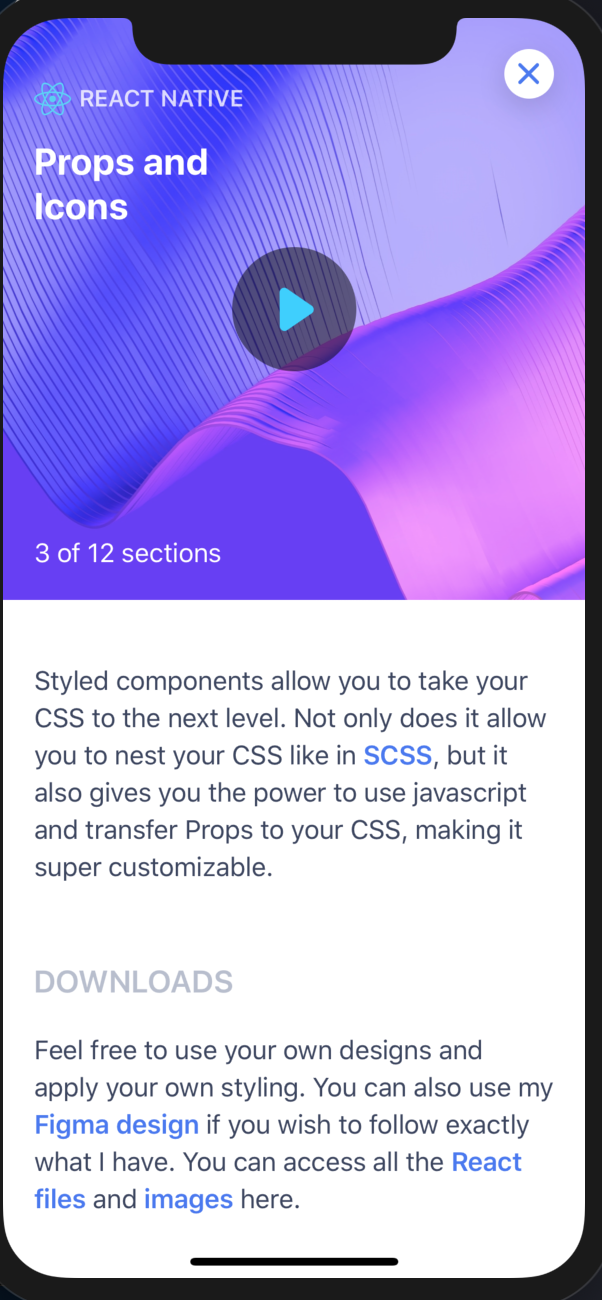 REACT NATIVE
Props and
Icons
3 of 12 sections
Styled components allow you to take your
CSS to the next level. Not only does it allow
you to nest your CSS like in SCSS, but it
also gives you the power to use javascript
and transfer Props to your CSS, making it
super customizable.
DOWNLOADS
Feel free to use your own designs and
apply your own styling. You can also use my
Figma design if you wish to follow exactly
what I have. You can access all the React
files and images here.